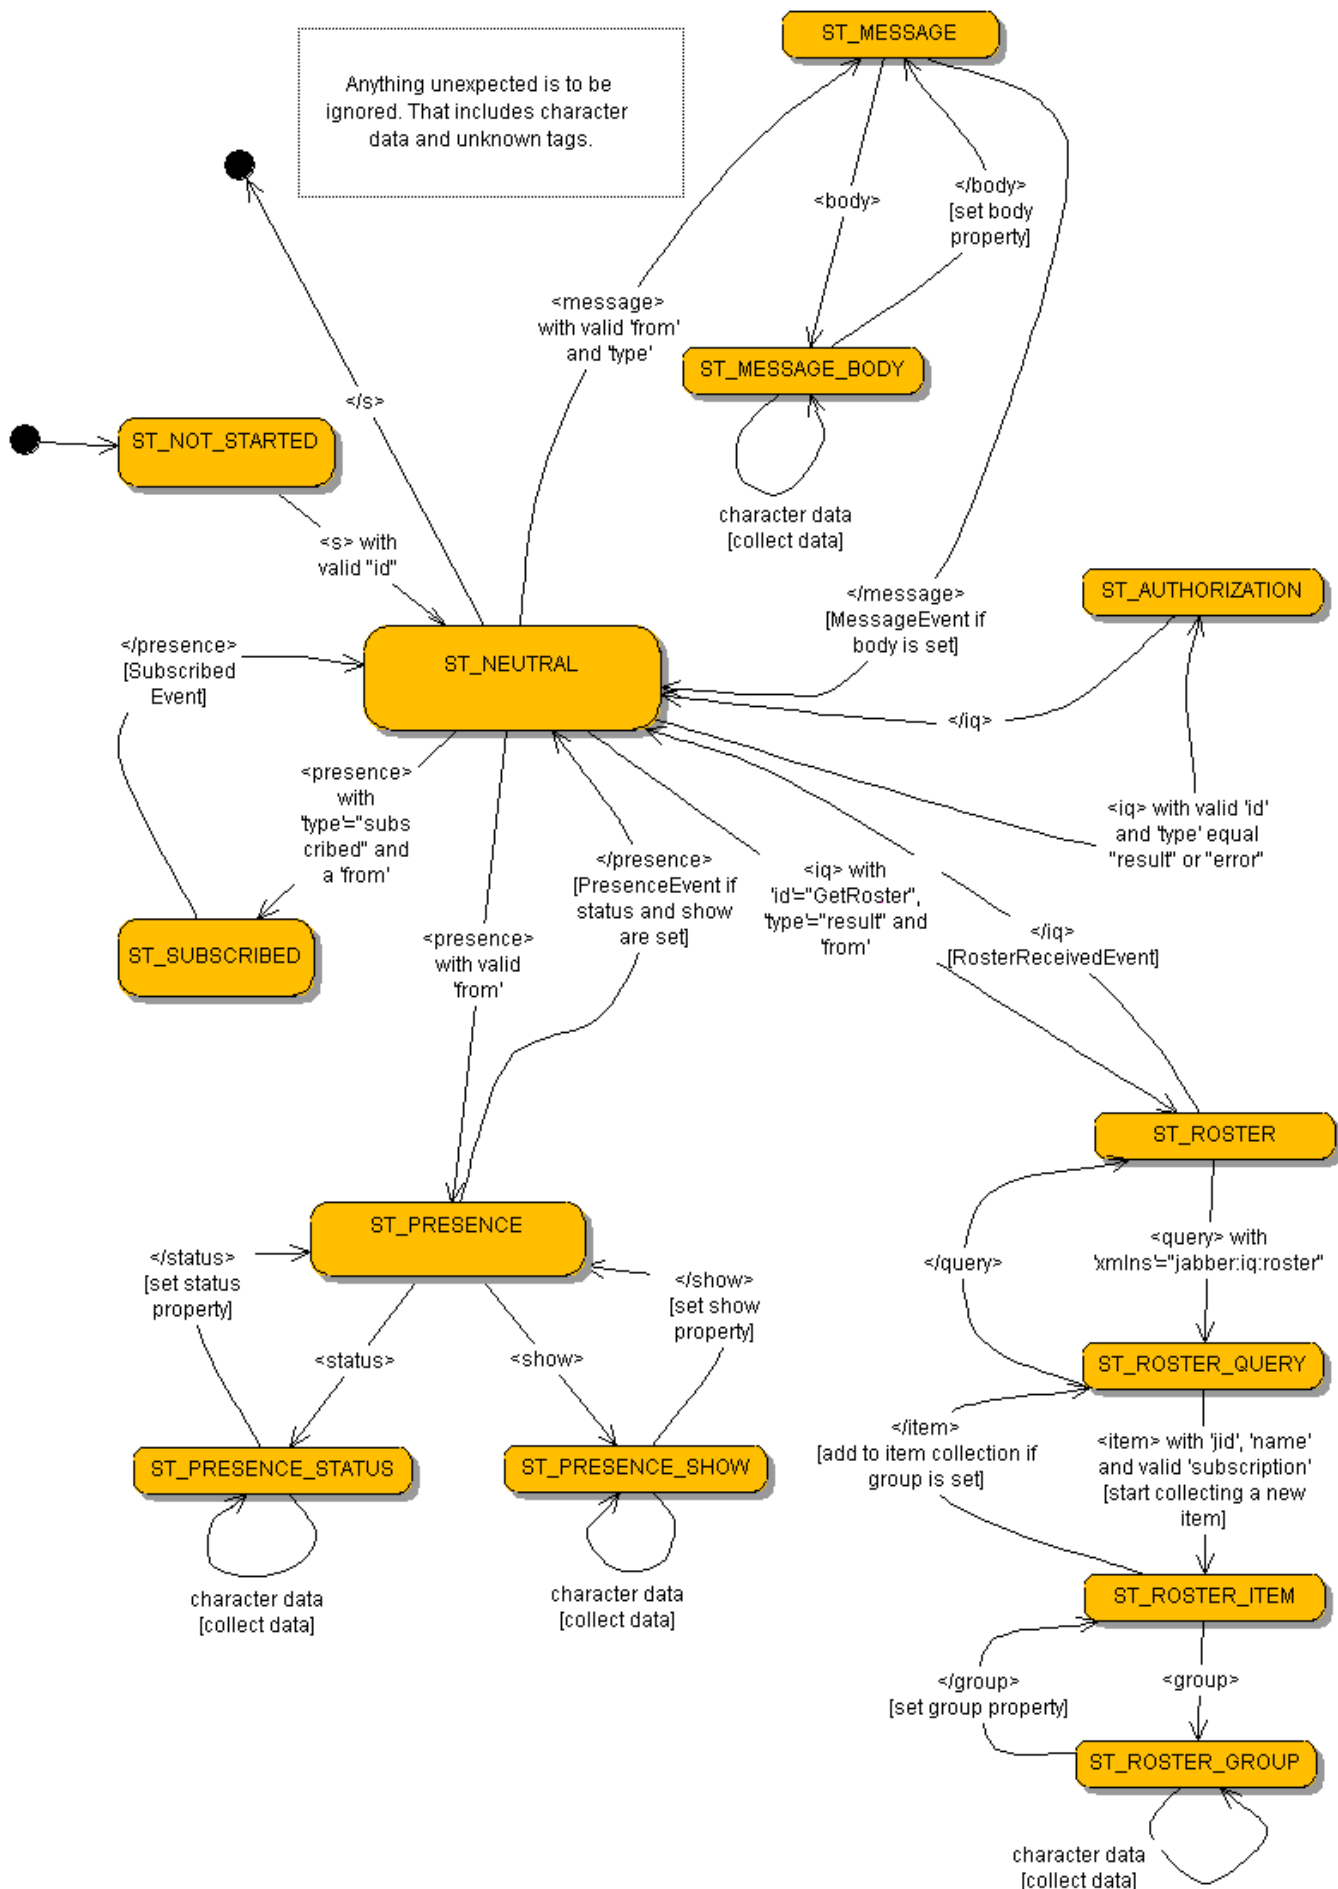 ST_MESSAGE
Anything unexpected is to be
ignored. That includes character
data and unknown tags.
<body>
</body>
[set body
property]
<message>
with valid 'from'
and 'type'
ST_MESSAGE_BODY
</s>
ST_NOT_STARTED
character data
[collect data]
<s> with
valid "id"
</message>
[MessageEvent if
body is set]
ST_AUTHORIZATION
</presence>
[Subscribed
Event]
ST_NEUTRAL
</iq>
<presence>
with
'type'="subs
cribed" and
a 'from'
</presence>
[PresenceEvent if
status and show
are set]
<iq> with
'id'="GetRoster",
'type'="result" and
'from'
<iq> with valid 'id'
and 'type' equal
"result" or "error"
ST_SUBSCRIBED
<presence>
with valid
'from'
</iq>
[RosterReceivedEvent]
ST_ROSTER
ST_PRESENCE
</status>
[set status
property]
</show>
[set show
property]
</query>
<query> with
'xmlns'="jabber:iq:roster"
<status>
<show>
ST_ROSTER_QUERY
</item>
[add to item collection if
group is set]
<item> with 'jid', 'name'
and valid 'subscription'
[start collecting a new
item]
ST_PRESENCE_STATUS
ST_PRESENCE_SHOW
character data
[collect data]
character data
[collect data]
ST_ROSTER_ITEM
</group>
[set group property]
<group>
ST_ROSTER_GROUP
character data
[collect data]